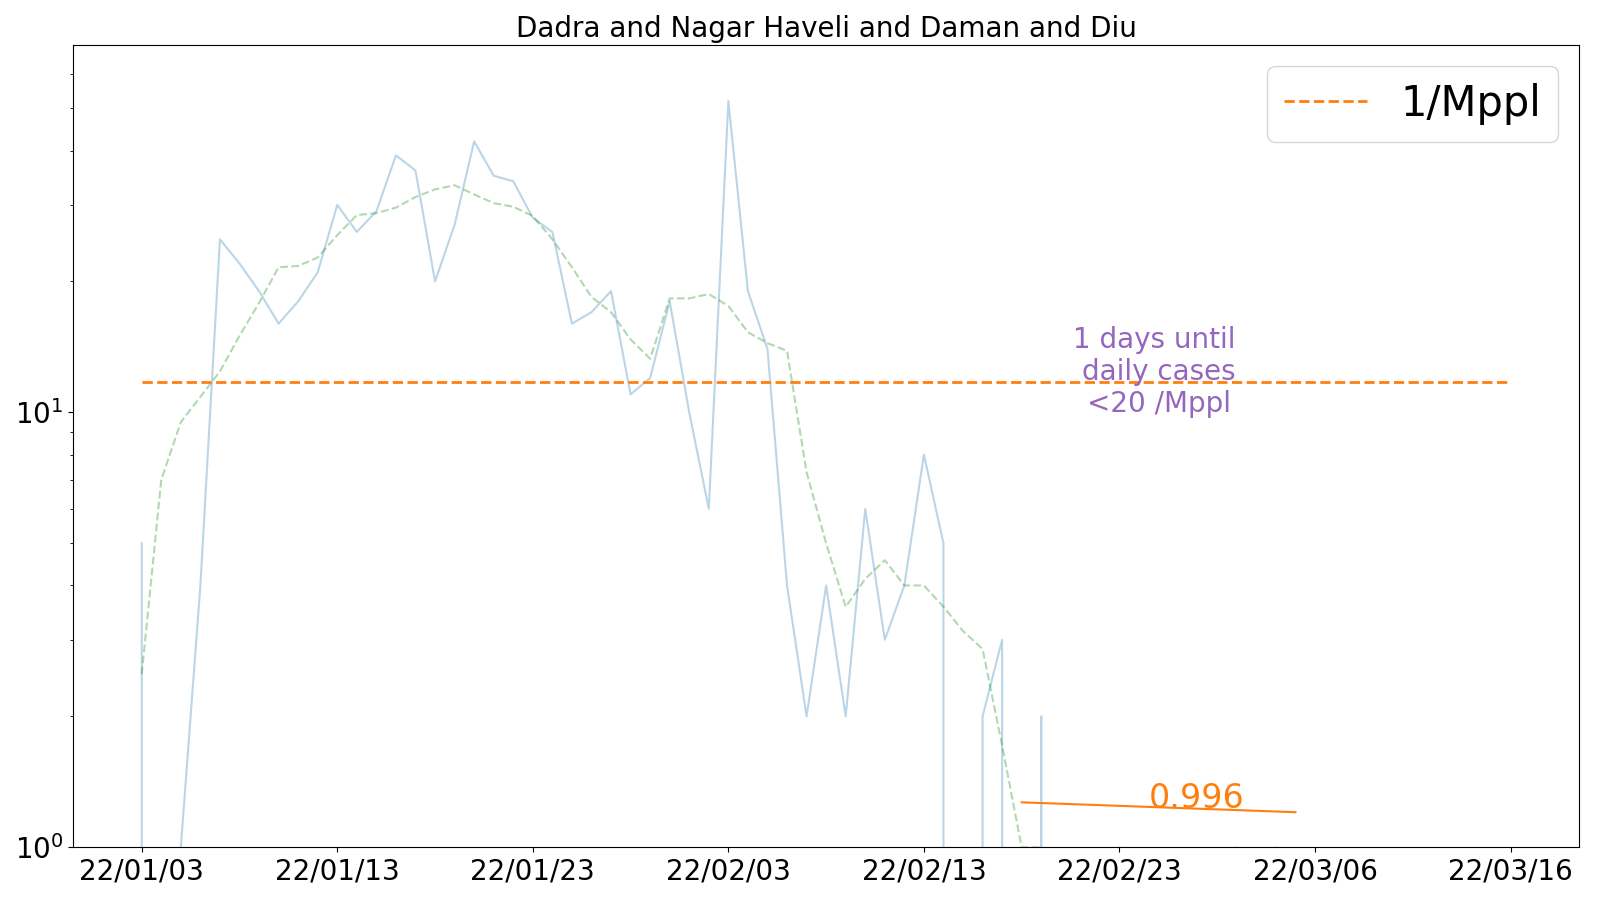 Dadra and Nagar Haveli and Daman and Diu
1/Mppl
1 days until
daily cases
<20 /Mppl
10¹
0.996
10⁰
22/01/03 22/01/13 22/01/23 22/02/03 22/02/13 22/02/23 22/03/06 22/03/16